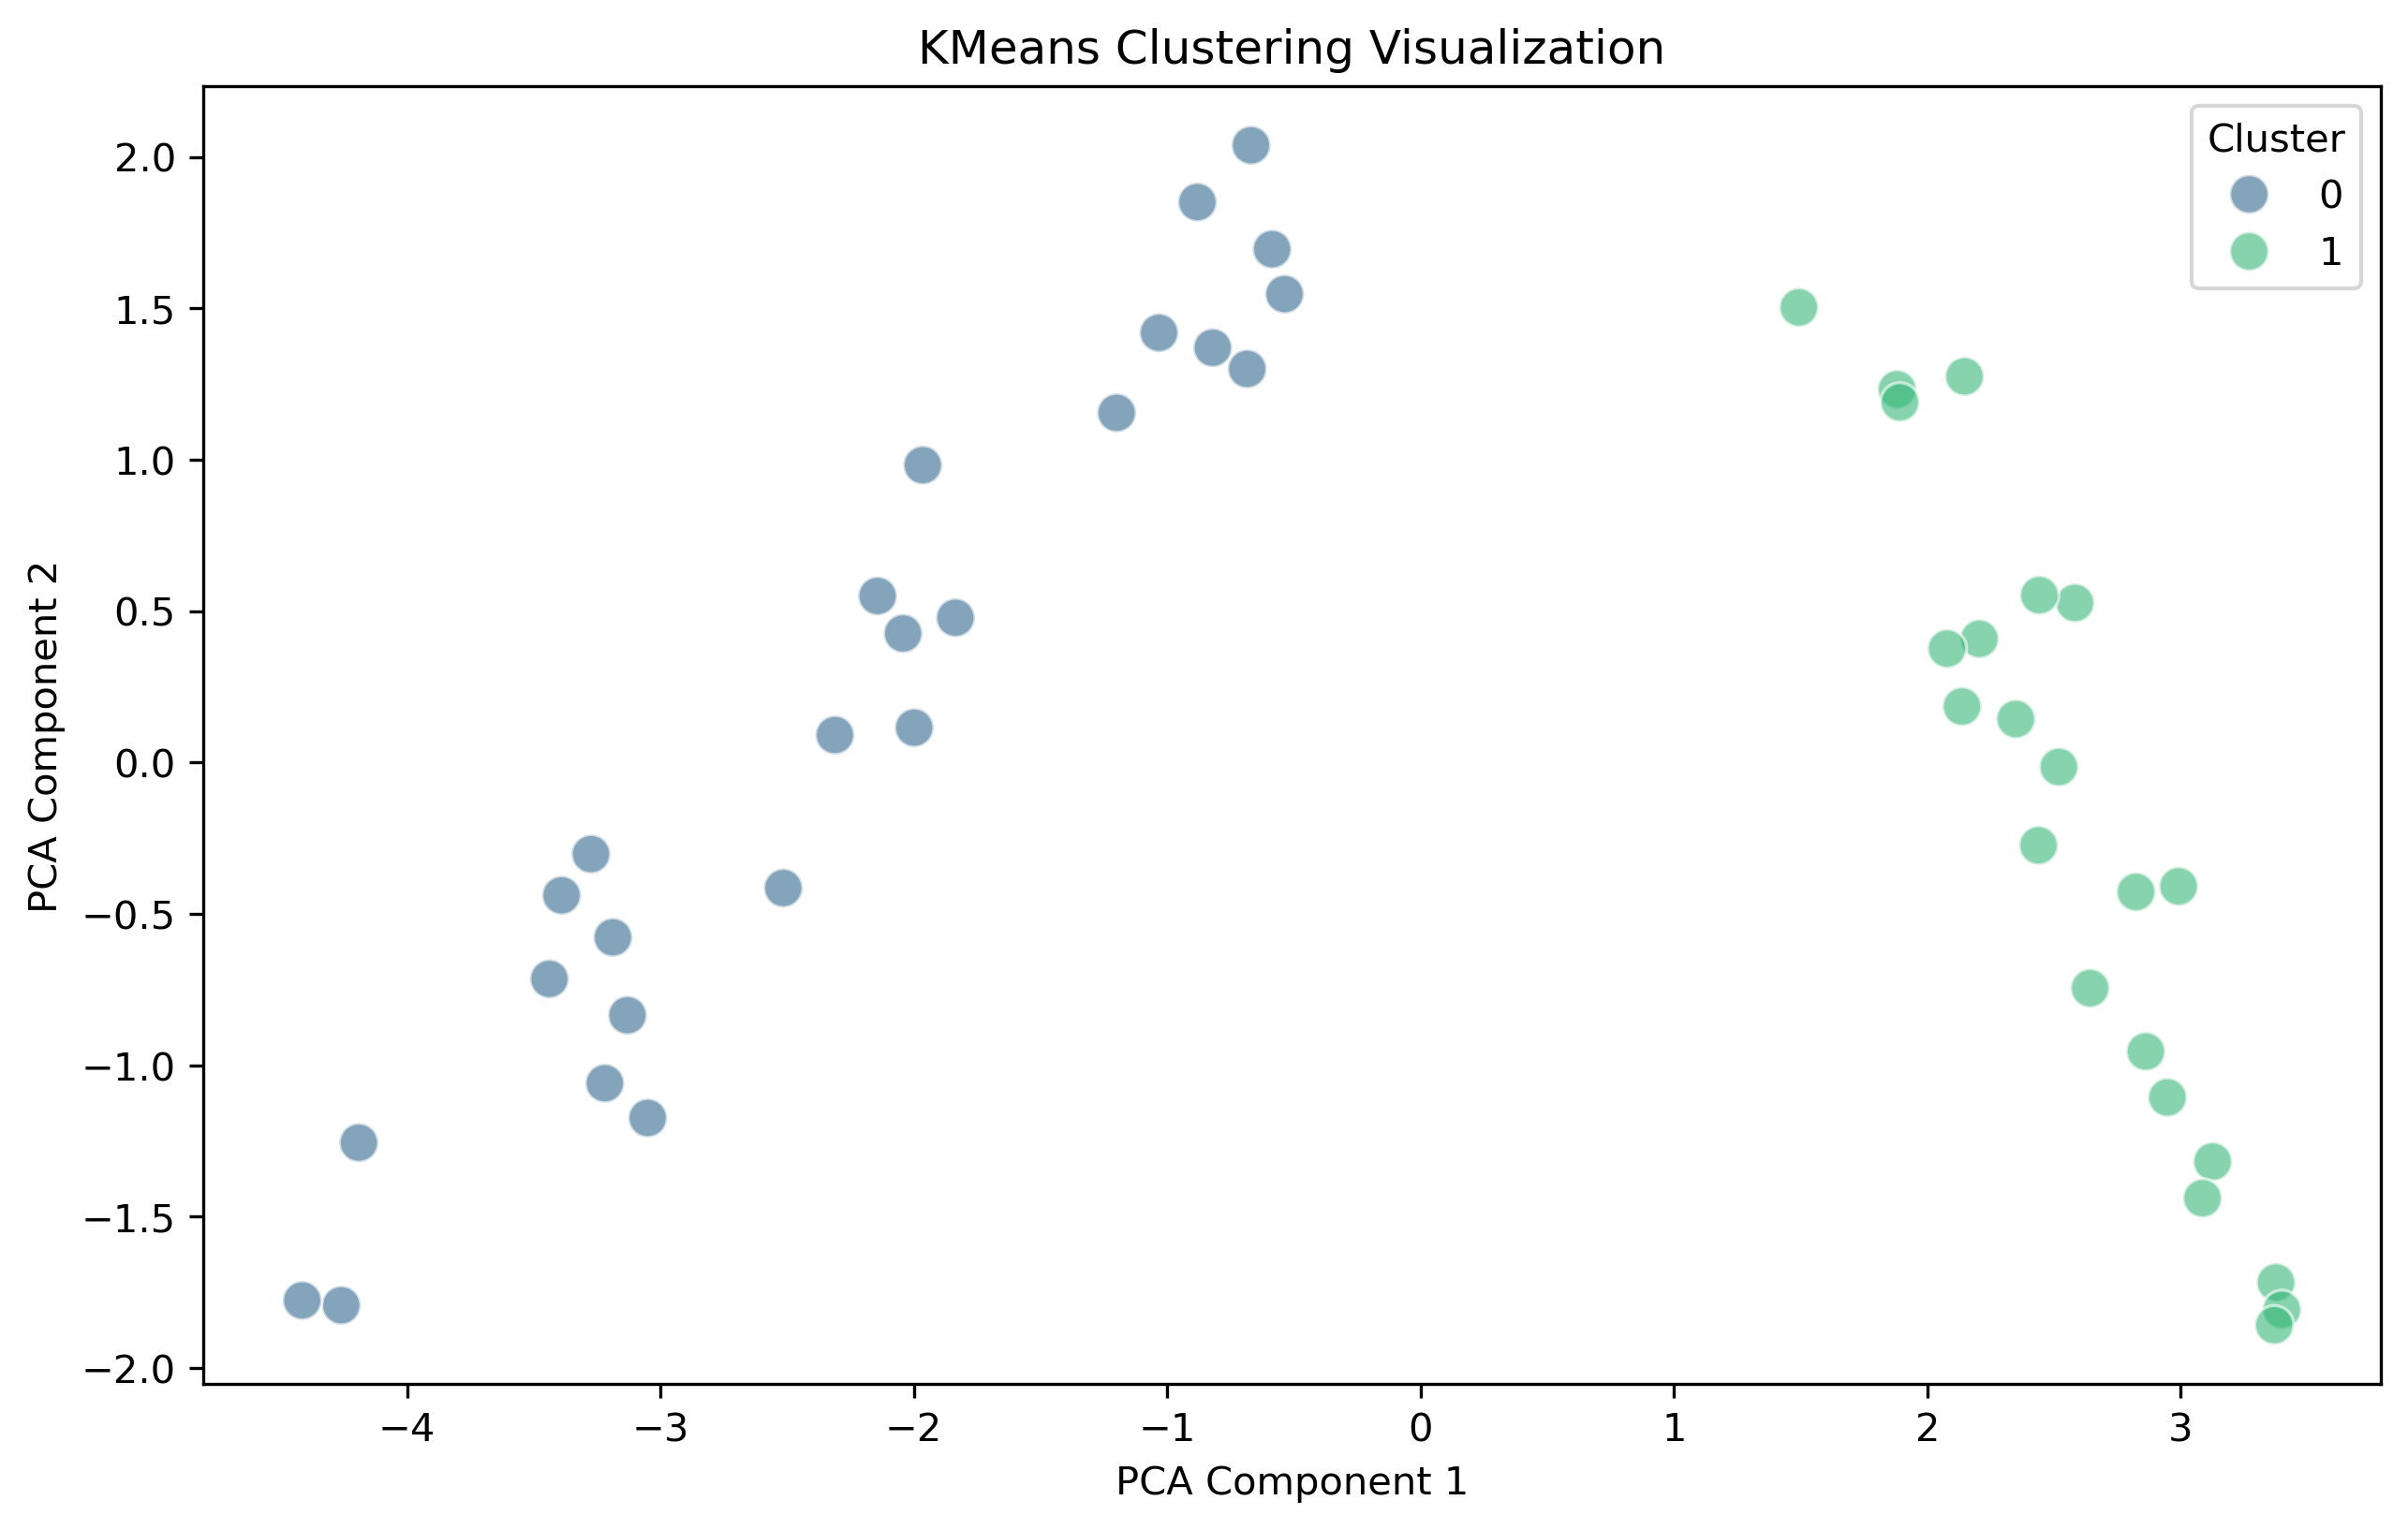 KMeans Clustering Visualization
Cluster
0
1
2.0
1.5
1.0
0.5
0.0
−0.5
−1.0
−1.5
−2.0
PCA Component 2
−4 −3 −2 −1 0 1 2 3
PCA Component 1